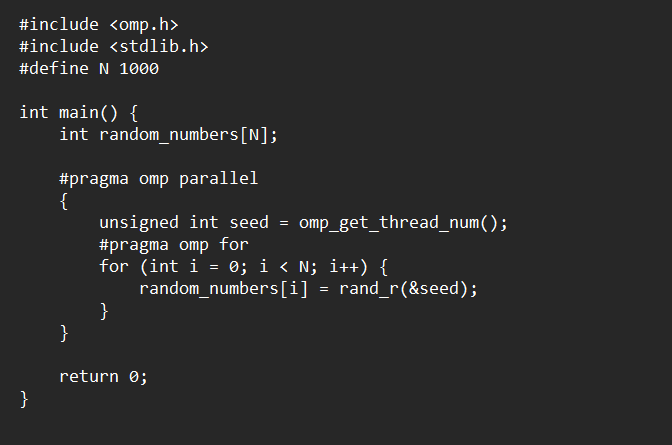 #include <omp.h>
#include <stdlib.h>
#define N 1000

int main() {
    int random_numbers[N];

    #pragma omp parallel
    {
        unsigned int seed = omp_get_thread_num();
        #pragma omp for
        for (int i = 0; i < N; i++) {
            random_numbers[i] = rand_r(&seed);
        }
    }

    return 0;
}